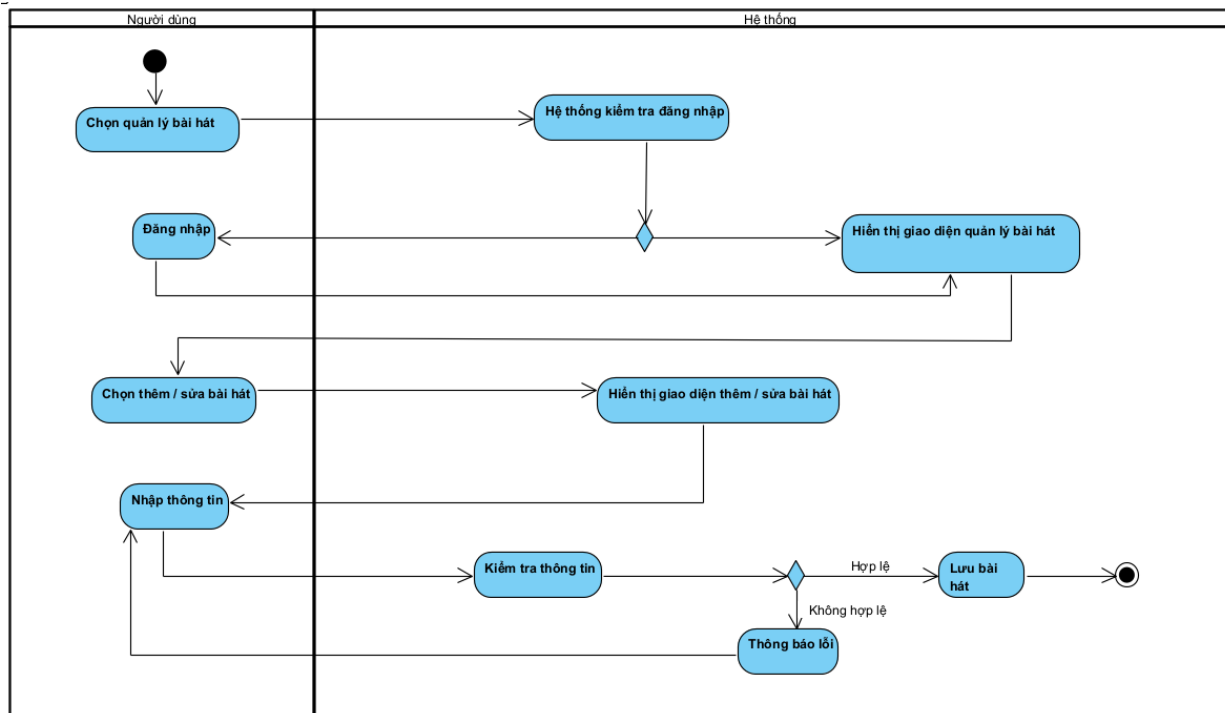 Người dùng
Hệ thống
Chọn quản lý bài hát
Hệ thống kiểm tra đăng nhập
Đăng nhập
Hiển thị giao diện quản lý bài hát
Chọn thêm / sửa bài hát
Hiển thị giao diện thêm / sửa bài hát
Nhập thông tin
Kiểm tra thông tin
Hợp lệ
Lưu bài
hát
Không hợp lệ
Thông báo lỗi